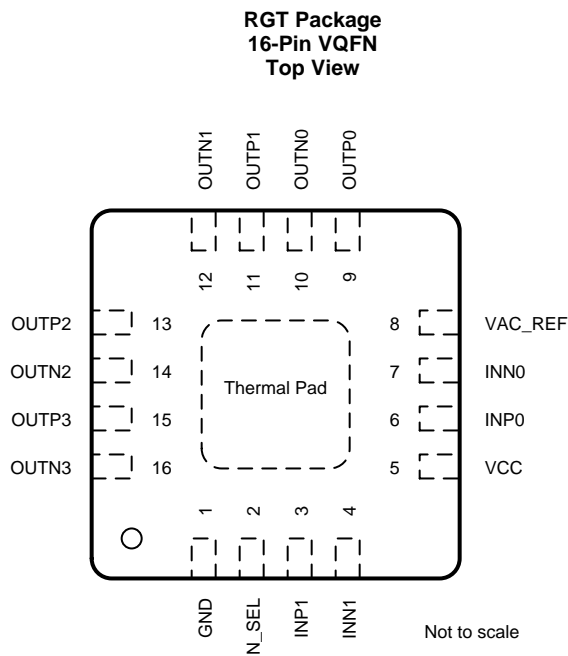 RGT Package
16-Pin VQFN
Top View
OUTN1
OUTP1
OUTN0
OUTP0
12
11
10
9
OUTP2 13
8 VAC_REF
OUTN2 14
7 INN0
Thermal Pad
OUTP3 15
6 INP0
OUTN3 16
5 VCC
1
2
3
4
GND
N_SEL
INP1
INN1
Not to scale